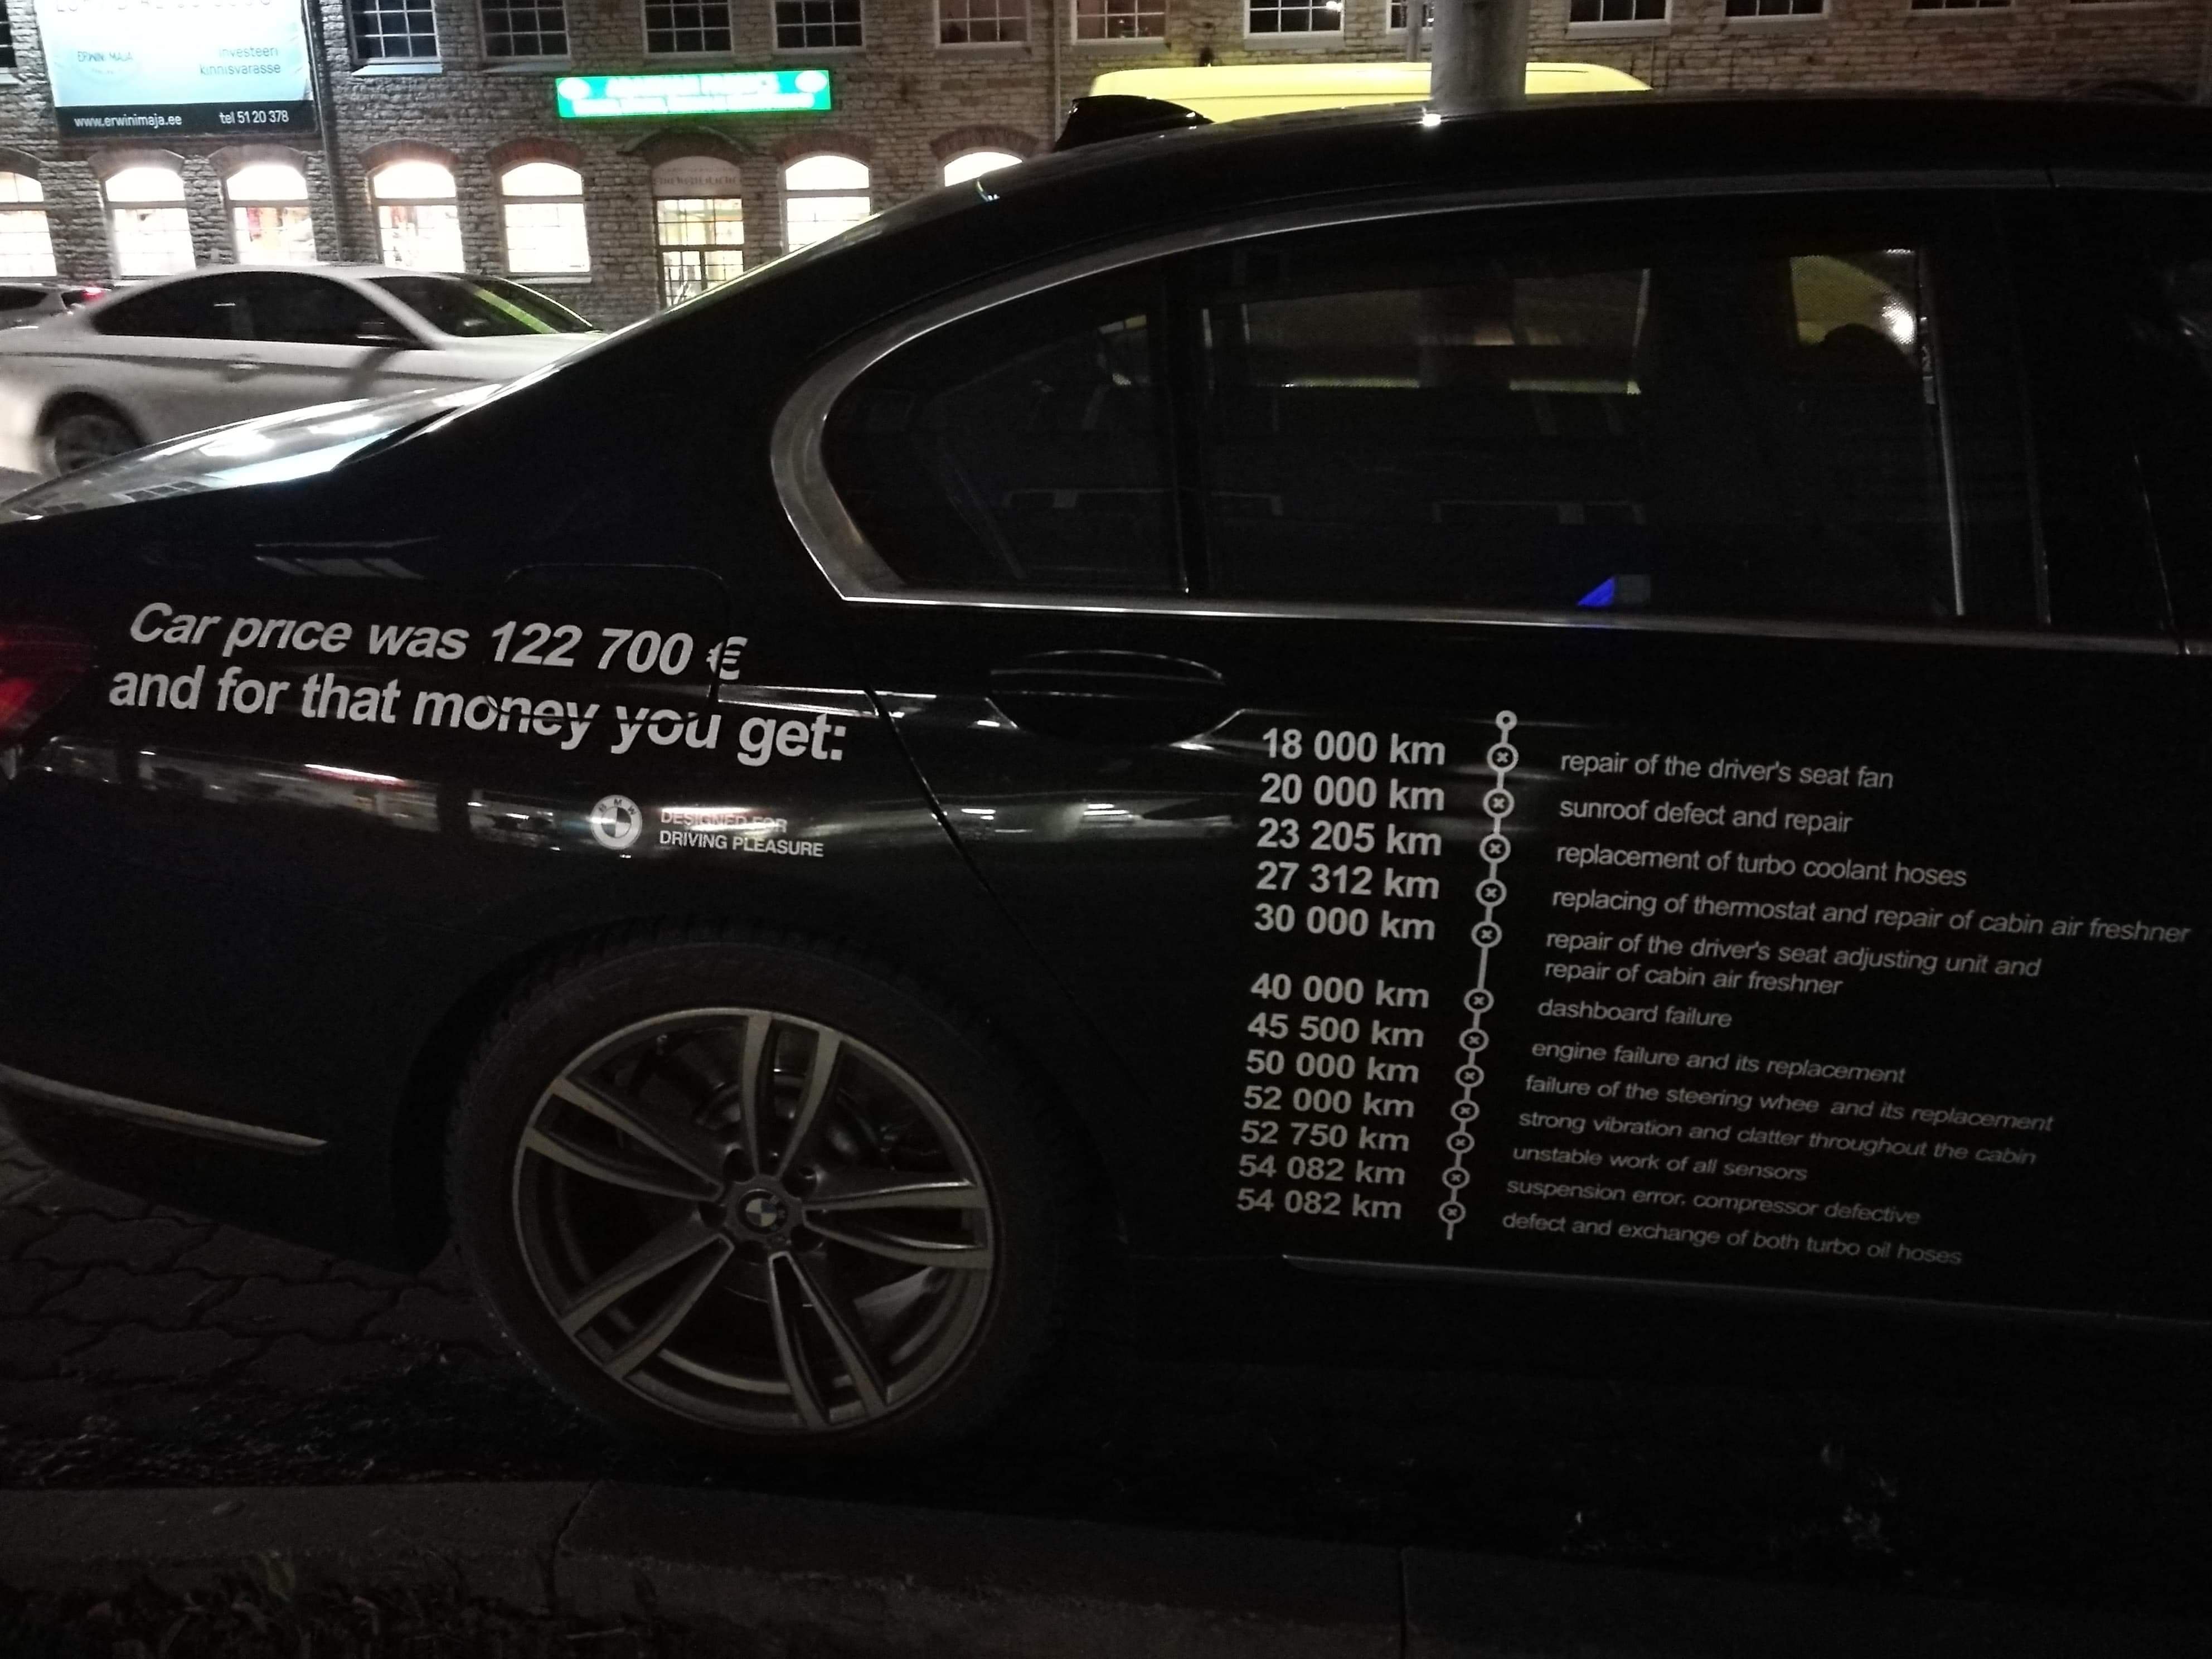 ERWINI MAJA
investeeri
kinnisvarasse
www.erwinimaja.ee tel 51 20 378
Car price was 122 700 €
and for that money you get:
BMW
DESIGNED FOR
DRIVING PLEASURE
18 000 km repair of the driver's seat fan
20 000 km sunroof defect and repair
23 205 km replacement of turbo coolant hoses
27 312 km replacing of thermostat and repair of cabin air freshner
30 000 km repair of the driver's seat adjusting unit and
repair of cabin air freshner
40 000 km dashboard failure
45 500 km engine failure and its replacement
50 000 km failure of the steering whee and its replacement
52 000 km strong vibration and clatter throughout the cabin
52 750 km unstable work of all sensors
54 082 km suspension error, compressor defective
54 082 km defect and exchange of both turbo oil hoses